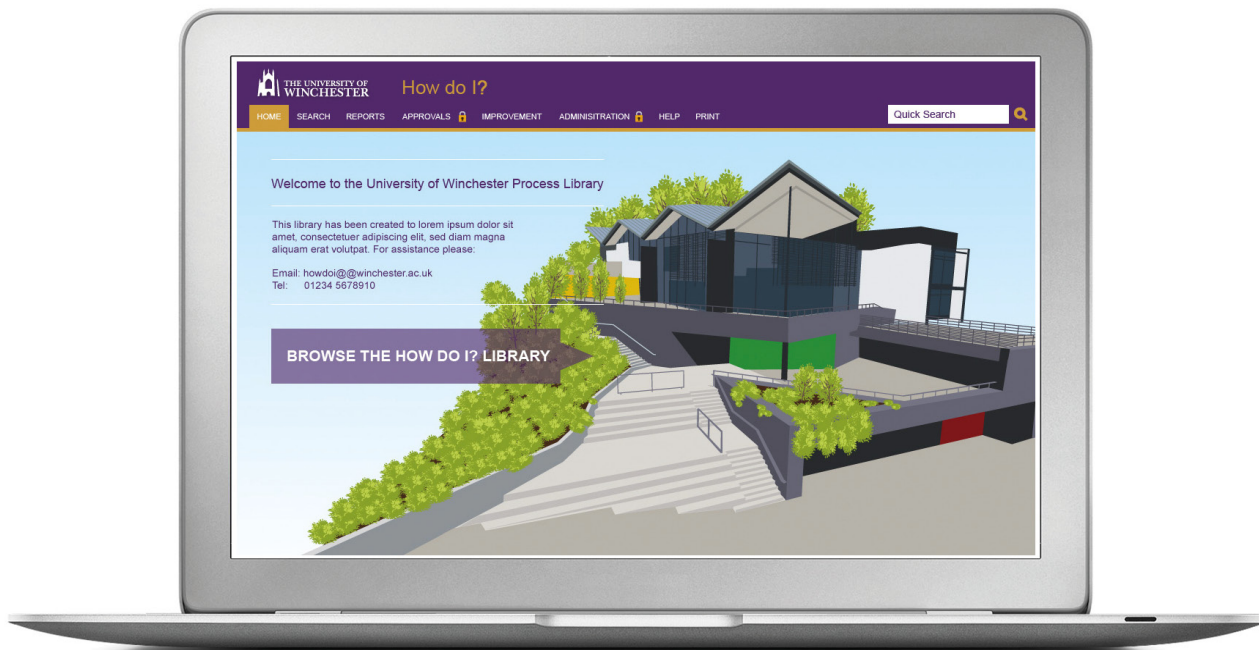 THE UNIVERSITY OF
WINCHESTER
How do I?
HOME SEARCH REPORTS APPROVALS IMPROVEMENT ADMINISITRATION HELP PRINT
Quick Search
Welcome to the University of Winchester Process Library
This library has been created to lorem ipsum dolor sit
amet, consectetuer adipiscing elit, sed diam magna
aliquam erat volutpat. For assistance please:
Email: howdoi@@winchester.ac.uk
Tel: 01234 5678910
BROWSE THE HOW DO I? LIBRARY